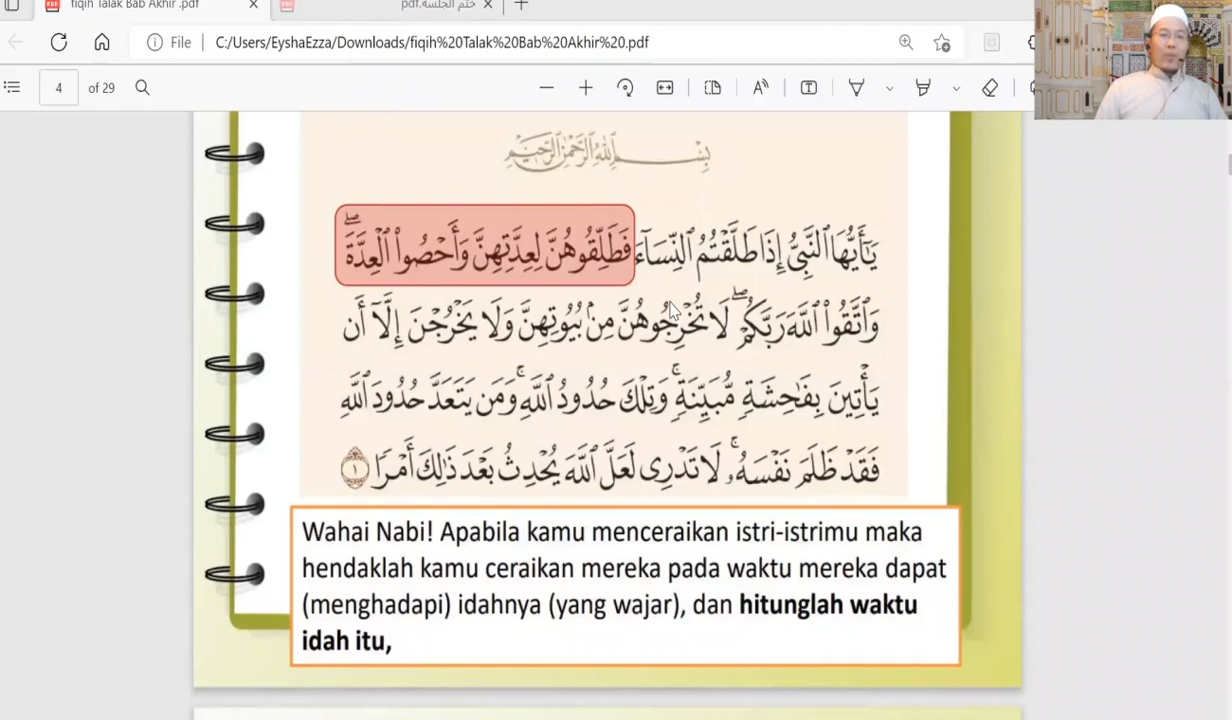 fiqih Talak Bab Akhir .pdf
ختم الجلسة.pdf
File C:/Users/EyshaEzza/Downloads/fiqih%20Talak%20Bab%20Akhir%20.pdf
4 of 29
بِسْمِ ٱللَّهِ ٱلرَّحْمَٰنِ ٱلرَّحِيمِ
يَٰٓأَيُّهَا ٱلنَّبِىُّ إِذَا طَلَّقْتُمُ ٱلنِّسَآءَ فَطَلِّقُوهُنَّ لِعِدَّتِهِنَّ وَأَحْصُوا۟ ٱلْعِدَّةَ ۖ
وَٱتَّقُوا۟ ٱللَّهَ رَبَّكُمْ ۖ لَا تُخْرِجُوهُنَّ مِنۢ بُيُوتِهِنَّ وَلَا يَخْرُجْنَ إِلَّآ أَن
يَأْتِينَ بِفَٰحِشَةٍ مُّبَيِّنَةٍ ۚ وَتِلْكَ حُدُودُ ٱللَّهِ ۚ وَمَن يَتَعَدَّ حُدُودَ ٱللَّهِ
فَقَدْ ظَلَمَ نَفْسَهُۥ ۚ لَا تَدْرِى لَعَلَّ ٱللَّهَ يُحْدِثُ بَعْدَ ذَٰلِكَ أَمْرًا ١
Wahai Nabi! Apabila kamu menceraikan istri-istrimu maka
hendaklah kamu ceraikan mereka pada waktu mereka dapat
(menghadapi) idahnya (yang wajar), dan hitunglah waktu
idah itu,